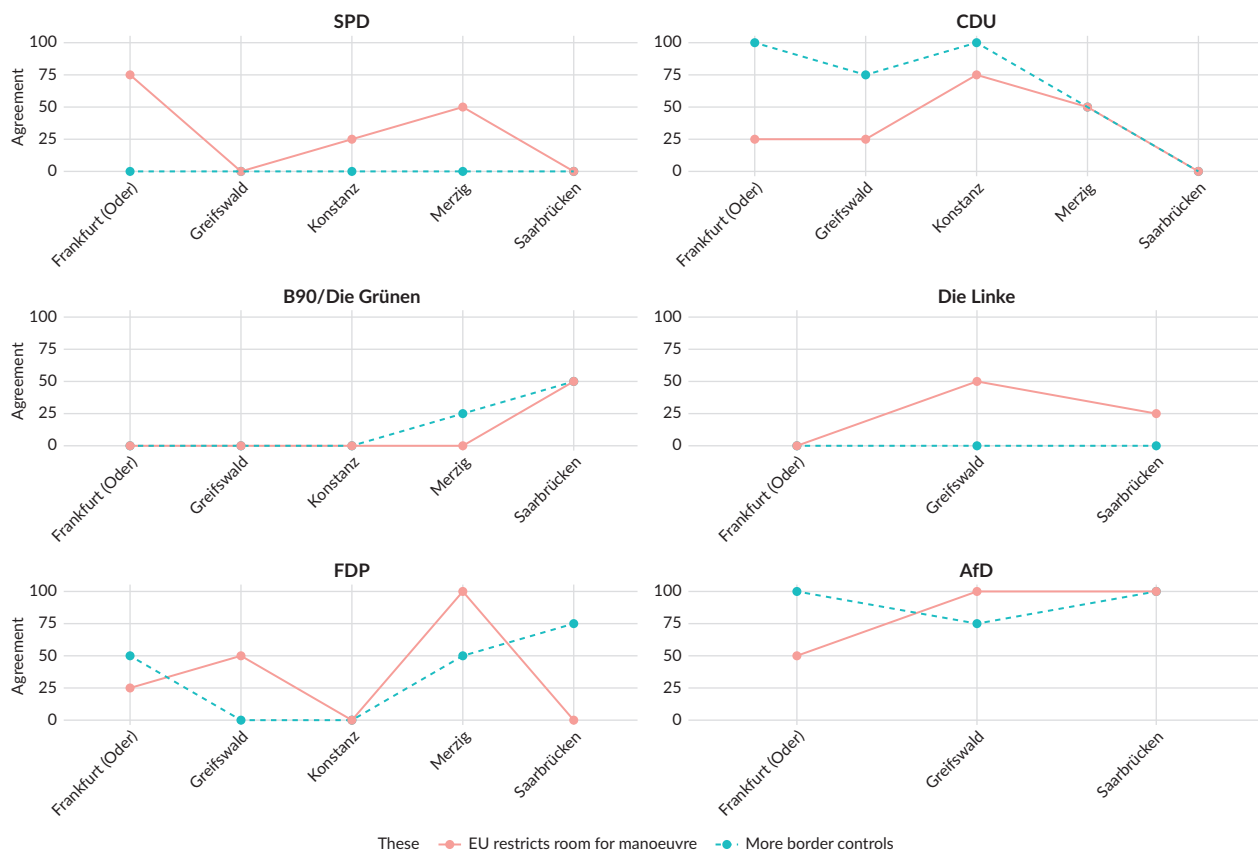 SPD
100
75
50
25
0
Agreement
Frankfurt (Oder)
Greifswald
Konstanz
Merzig
Saarbrücken
CDU
100
75
50
25
0
Frankfurt (Oder)
Greifswald
Konstanz
Merzig
Saarbrücken
B90/Die Grünen
100
75
50
25
0
Agreement
Frankfurt (Oder)
Greifswald
Konstanz
Merzig
Saarbrücken
Die Linke
100
75
50
25
0
Frankfurt (Oder)
Greifswald
Saarbrücken
FDP
100
75
50
25
0
Agreement
Frankfurt (Oder)
Greifswald
Konstanz
Merzig
Saarbrücken
AfD
100
75
50
25
0
Frankfurt (Oder)
Greifswald
Saarbrücken
These EU restricts room for manoeuvre More border controls